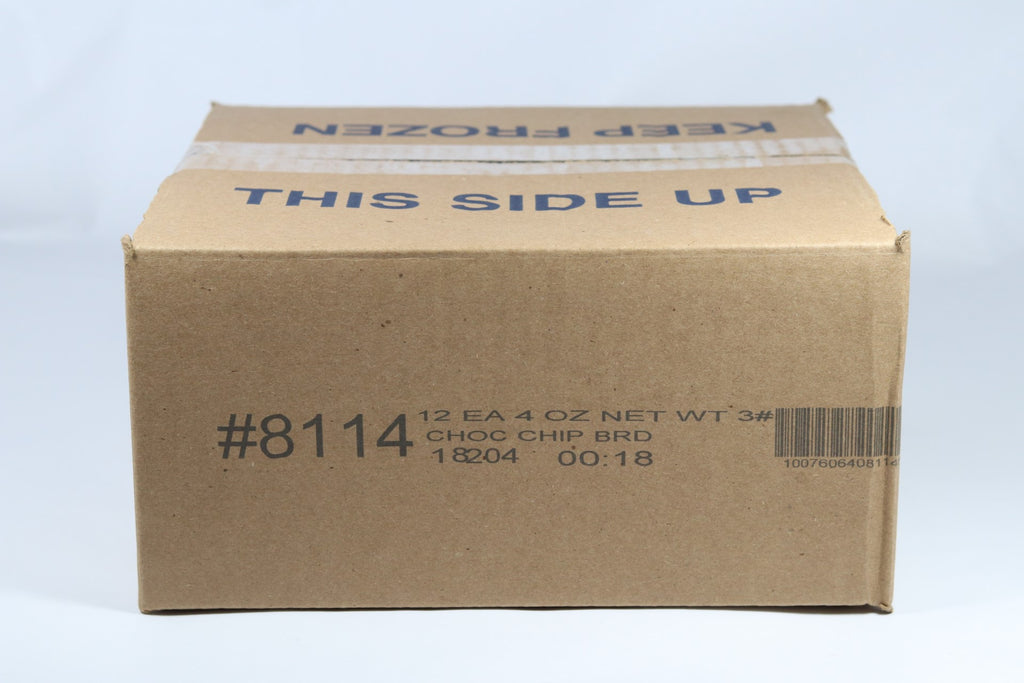 KEEP FROZEN
THIS SIDE UP
#8114
12 EA 4 OZ NET WT 3#
CHOC CHIP BRD
18204 00:18
1007606408114